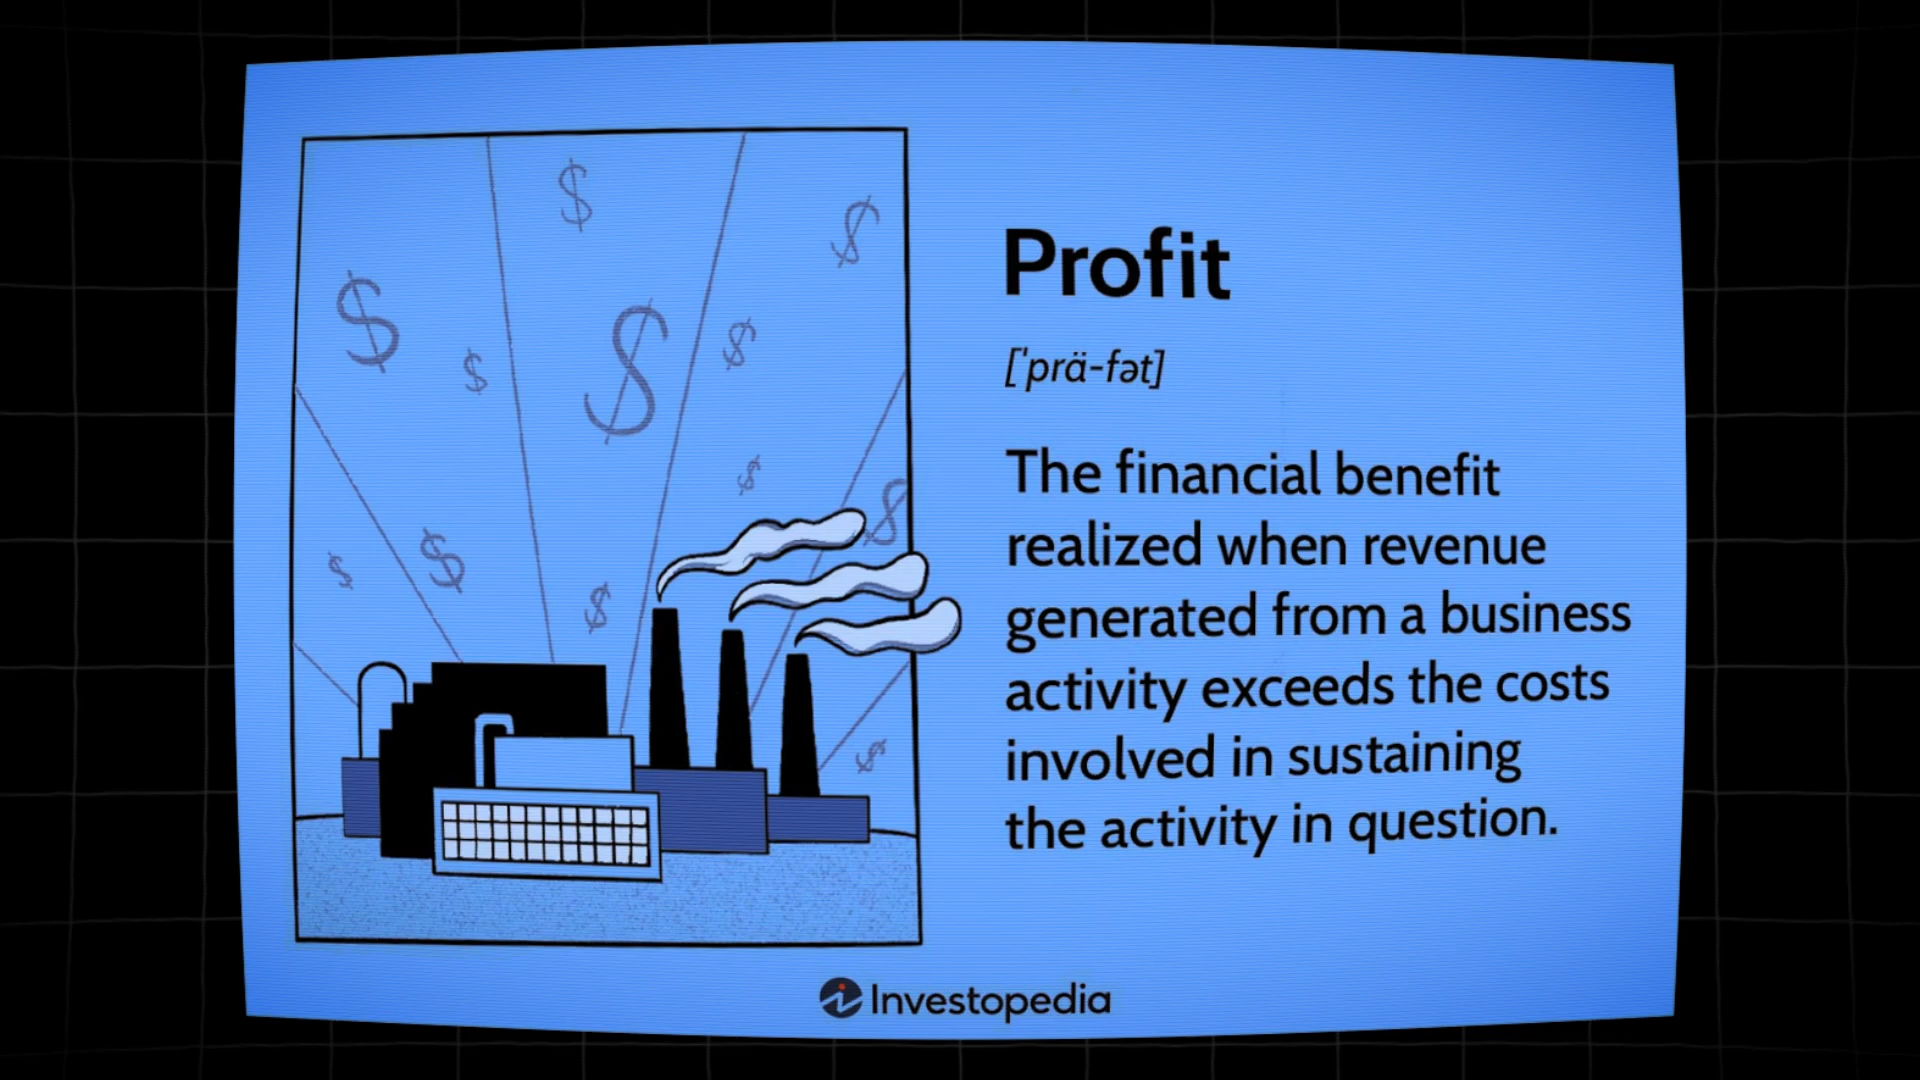 Profit
['prä-fət]
The financial benefit
realized when revenue
generated from a business
activity exceeds the costs
involved in sustaining
the activity in question.
Investopedia